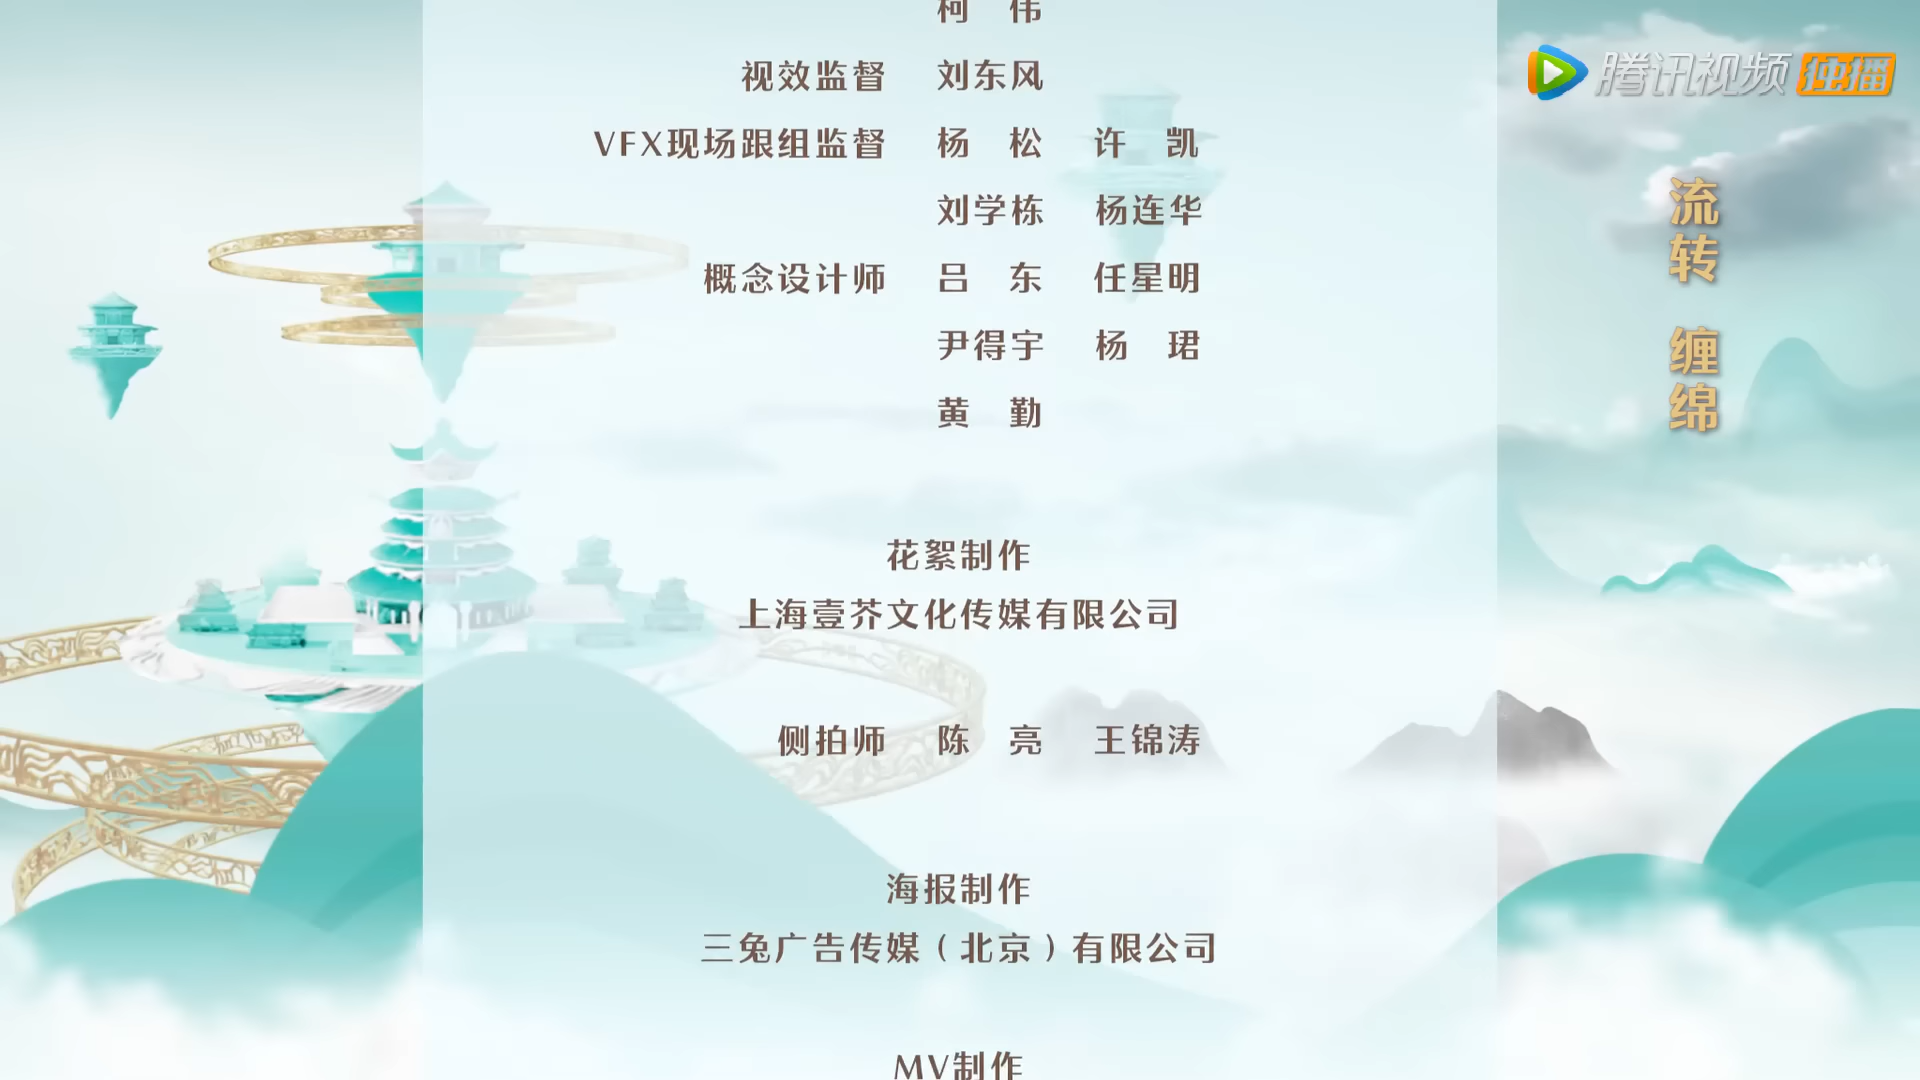 柯 伟
视效监督 刘东风
VFX现场跟组监督 杨 松 许 凯
刘学栋 杨连华
概念设计师 吕 东 任星明
尹得宇 杨 珺
黄 勤
花絮制作
上海壹芥文化传媒有限公司
侧拍师 陈 亮 王锦涛
海报制作
三兔广告传媒（北京）有限公司
MV制作
腾讯视频 独播
流转 缠绵